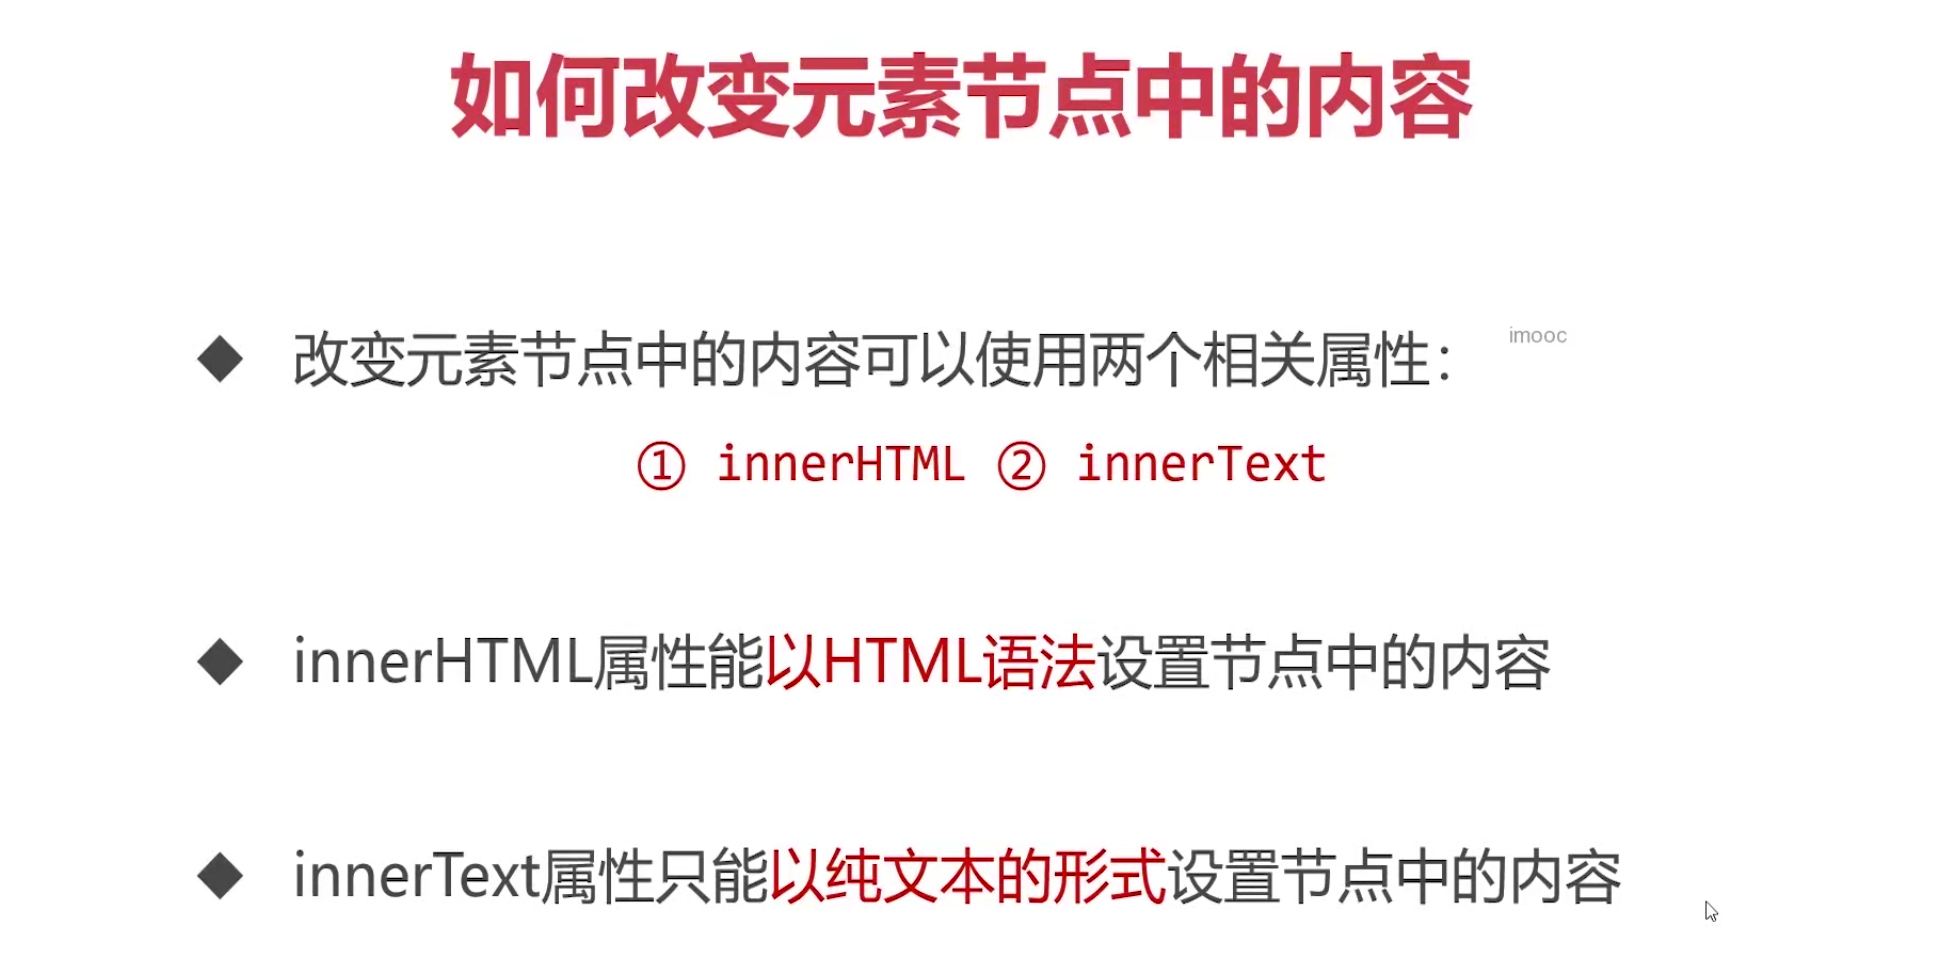 如何改变元素节点中的内容
◆ 改变元素节点中的内容可以使用两个相关属性：
imooc
① innerHTML ② innerText
◆ innerHTML属性能以HTML语法设置节点中的内容
◆ innerText属性只能以纯文本的形式设置节点中的内容